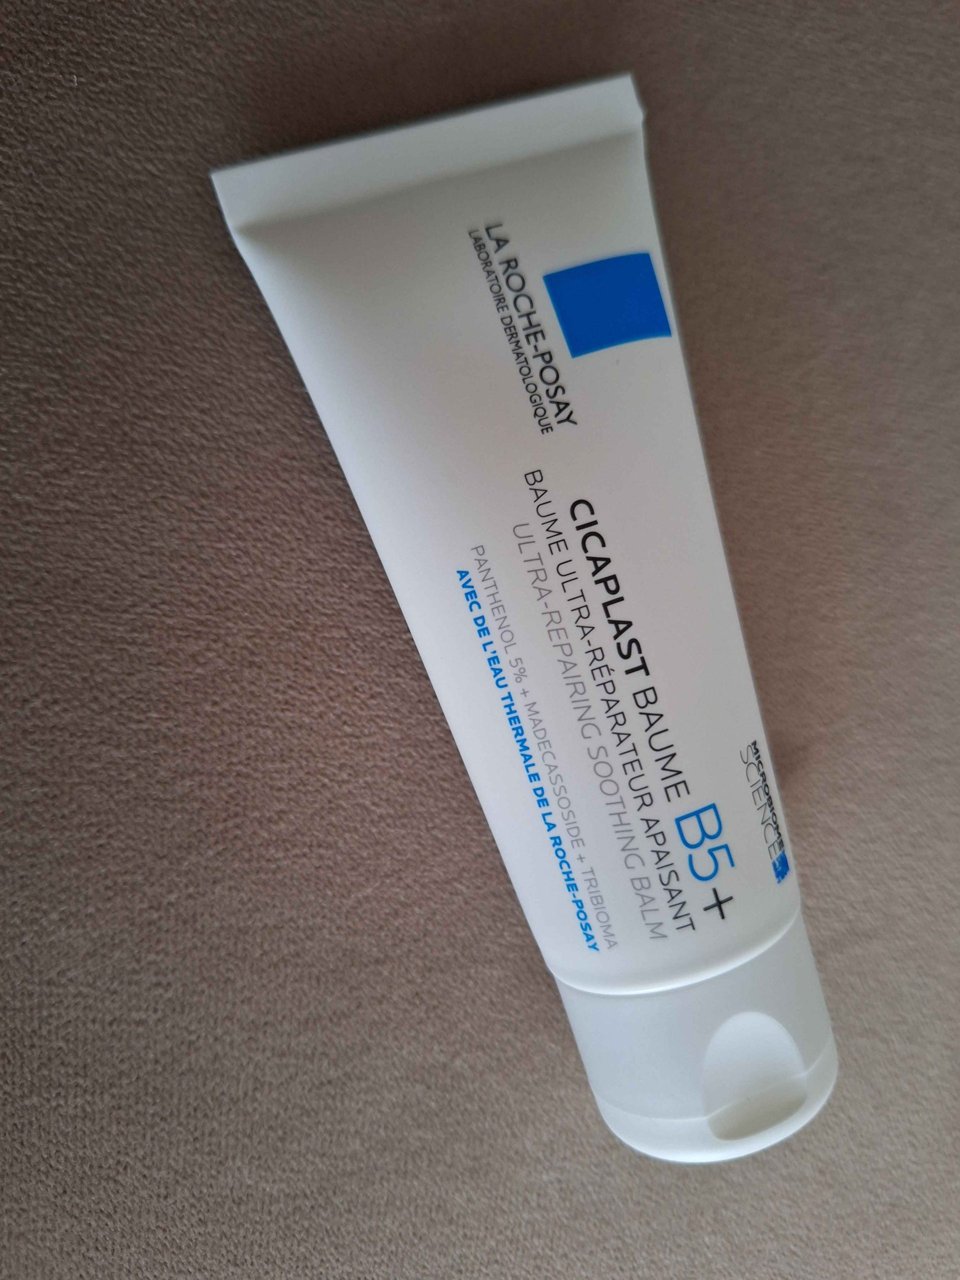 LA ROCHE-POSAY
LABORATOIRE DERMATOLOGIQUE
CICAPLAST BAUME B5+
BAUME ULTRA-RÉPARATEUR APAISANT
ULTRA-REPAIRING SOOTHING BALM
PANTHENOL 5% + MADECASSOSIDE + TRIBIOMA
AVEC DE L'EAU THERMALE DE LA ROCHE-POSAY
MICROBIOME
SCIENCE